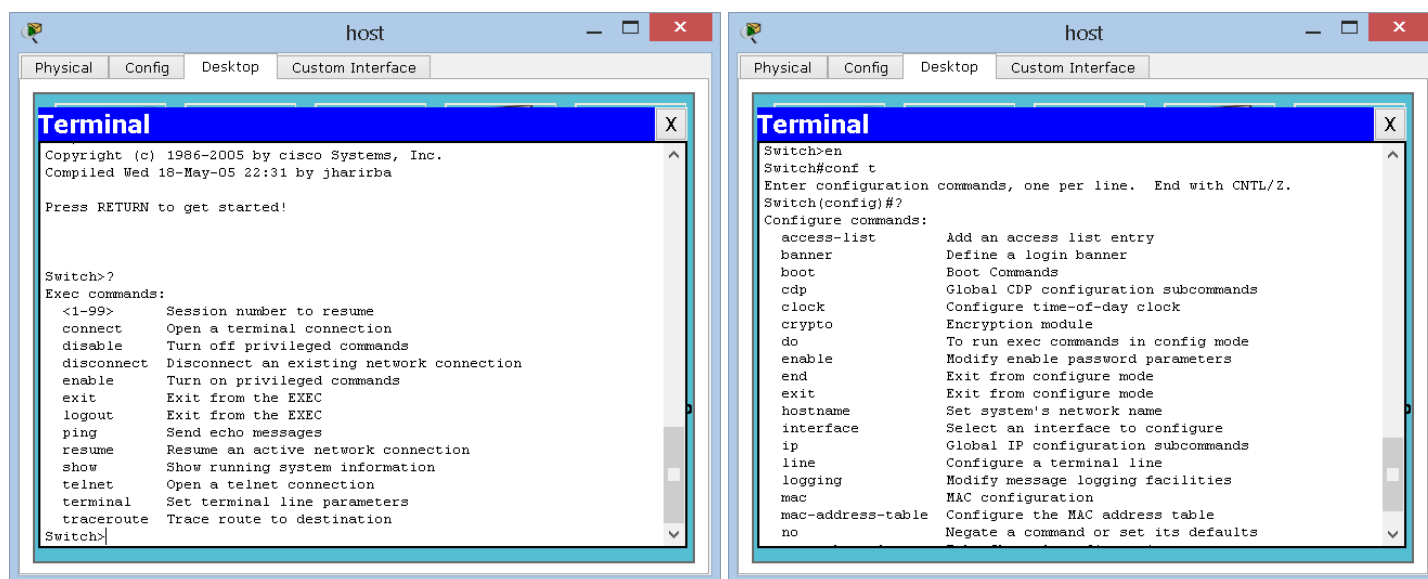 host
Physical Config Desktop Custom Interface
Terminal X
Copyright (c) 1986-2005 by cisco Systems, Inc.
Compiled Wed 18-May-05 22:31 by jharirba
Press RETURN to get started!
Switch>?
Exec commands:
<1-99> Session number to resume
connect Open a terminal connection
disable Turn off privileged commands
disconnect Disconnect an existing network connection
enable Turn on privileged commands
exit Exit from the EXEC
logout Exit from the EXEC
ping Send echo messages
resume Resume an active network connection
show Show running system information
telnet Open a telnet connection
terminal Set terminal line parameters
traceroute Trace route to destination
Switch>
host
Physical Config Desktop Custom Interface
Terminal X
Switch>en
Switch#conf t
Enter configuration commands, one per line. End with CNTL/Z.
Switch(config)#?
Configure commands:
access-list Add an access list entry
banner Define a login banner
boot Boot Commands
cdp Global CDP configuration subcommands
clock Configure time-of-day clock
crypto Encryption module
do To run exec commands in config mode
enable Modify enable password parameters
end Exit from configure mode
exit Exit from configure mode
hostname Set system's network name
interface Select an interface to configure
ip Global IP configuration subcommands
line Configure a terminal line
logging Modify message logging facilities
mac MAC configuration
mac-address-table Configure the MAC address table
no Negate a command or set its defaults